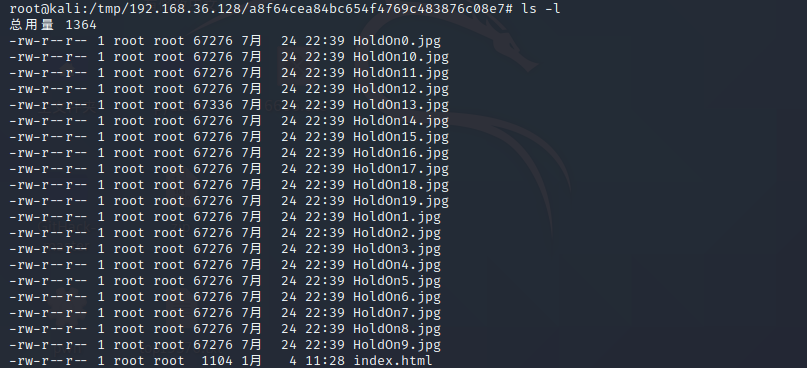 root@kali:/tmp/192.168.36.128/a8f64cea84bc654f4769c483876c08e7# ls -l
总用量 1364
-rw-r--r-- 1 root root 67276 7月  24 22:39 HoldOn0.jpg
-rw-r--r-- 1 root root 67276 7月  24 22:39 HoldOn10.jpg
-rw-r--r-- 1 root root 67276 7月  24 22:39 HoldOn11.jpg
-rw-r--r-- 1 root root 67276 7月  24 22:39 HoldOn12.jpg
-rw-r--r-- 1 root root 67336 7月  24 22:39 HoldOn13.jpg
-rw-r--r-- 1 root root 67276 7月  24 22:39 HoldOn14.jpg
-rw-r--r-- 1 root root 67276 7月  24 22:39 HoldOn15.jpg
-rw-r--r-- 1 root root 67276 7月  24 22:39 HoldOn16.jpg
-rw-r--r-- 1 root root 67276 7月  24 22:39 HoldOn17.jpg
-rw-r--r-- 1 root root 67276 7月  24 22:39 HoldOn18.jpg
-rw-r--r-- 1 root root 67276 7月  24 22:39 HoldOn19.jpg
-rw-r--r-- 1 root root 67276 7月  24 22:39 HoldOn1.jpg
-rw-r--r-- 1 root root 67276 7月  24 22:39 HoldOn2.jpg
-rw-r--r-- 1 root root 67276 7月  24 22:39 HoldOn3.jpg
-rw-r--r-- 1 root root 67276 7月  24 22:39 HoldOn4.jpg
-rw-r--r-- 1 root root 67276 7月  24 22:39 HoldOn5.jpg
-rw-r--r-- 1 root root 67276 7月  24 22:39 HoldOn6.jpg
-rw-r--r-- 1 root root 67276 7月  24 22:39 HoldOn7.jpg
-rw-r--r-- 1 root root 67276 7月  24 22:39 HoldOn8.jpg
-rw-r--r-- 1 root root 67276 7月  24 22:39 HoldOn9.jpg
-rw-r--r-- 1 root root  1104 1月   4 11:28 index.html